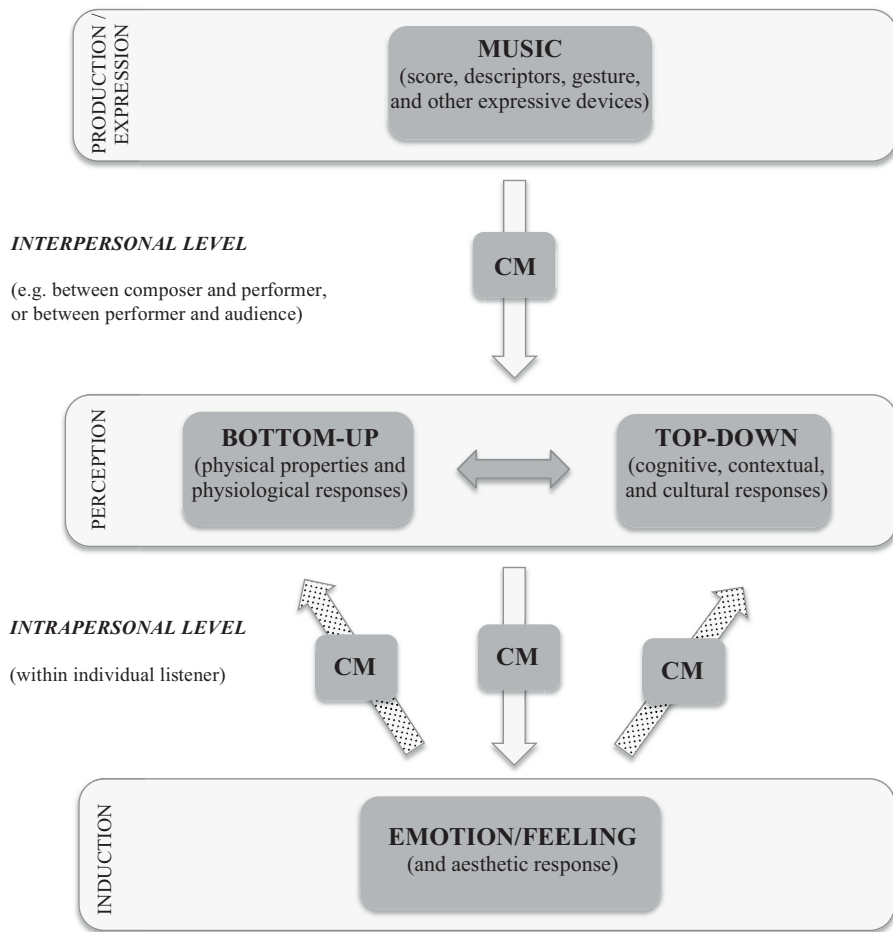 PRODUCTION /
EXPRESSION
MUSIC
(score, descriptors, gesture,
and other expressive devices)
INTERPERSONAL LEVEL
(e.g. between composer and performer,
or between performer and audience)
CM
PERCEPTION
BOTTOM-UP
(physical properties and
physiological responses)
TOP-DOWN
(cognitive, contextual,
and cultural responses)
INTRAPERSONAL LEVEL
(within individual listener)
CM
CM
CM
INDUCTION
EMOTION/FEELING
(and aesthetic response)